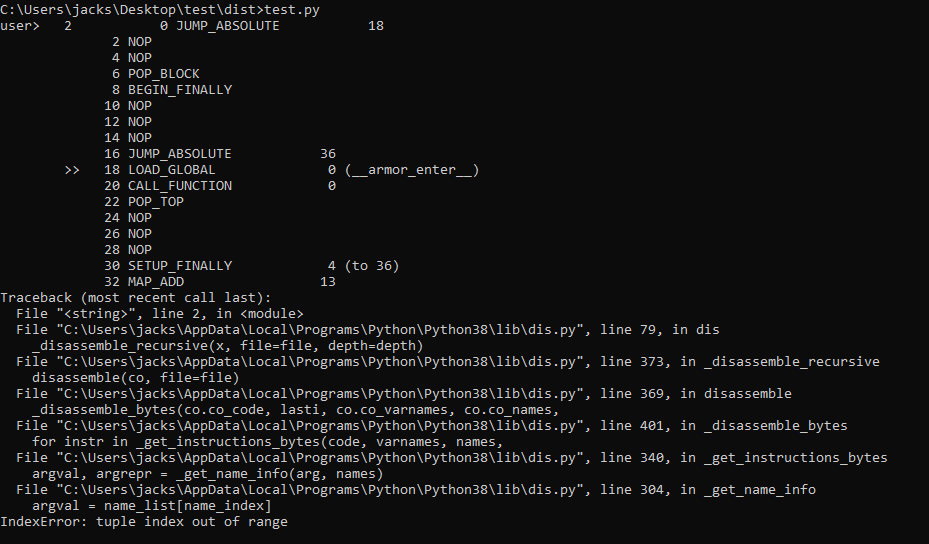 C:\Users\jacks\Desktop\test\dist>test.py
user>   2           0 JUMP_ABSOLUTE           18
              2 NOP
              4 NOP
              6 POP_BLOCK
              8 BEGIN_FINALLY
             10 NOP
             12 NOP
             14 NOP
             16 JUMP_ABSOLUTE           36
        >>   18 LOAD_GLOBAL              0 (__armor_enter__)
             20 CALL_FUNCTION            0
             22 POP_TOP
             24 NOP
             26 NOP
             28 NOP
             30 SETUP_FINALLY            4 (to 36)
             32 MAP_ADD                 13
Traceback (most recent call last):
  File "<string>", line 2, in <module>
  File "C:\Users\jacks\AppData\Local\Programs\Python\Python38\lib\dis.py", line 79, in dis
    _disassemble_recursive(x, file=file, depth=depth)
  File "C:\Users\jacks\AppData\Local\Programs\Python\Python38\lib\dis.py", line 373, in _disassemble_recursive
    disassemble(co, file=file)
  File "C:\Users\jacks\AppData\Local\Programs\Python\Python38\lib\dis.py", line 369, in disassemble
    _disassemble_bytes(co.co_code, lasti, co.co_varnames, co.co_names,
  File "C:\Users\jacks\AppData\Local\Programs\Python\Python38\lib\dis.py", line 401, in _disassemble_bytes
    for instr in _get_instructions_bytes(code, varnames, names,
  File "C:\Users\jacks\AppData\Local\Programs\Python\Python38\lib\dis.py", line 340, in _get_instructions_bytes
    argval, argrepr = _get_name_info(arg, names)
  File "C:\Users\jacks\AppData\Local\Programs\Python\Python38\lib\dis.py", line 304, in _get_name_info
    argval = name_list[name_index]
IndexError: tuple index out of range